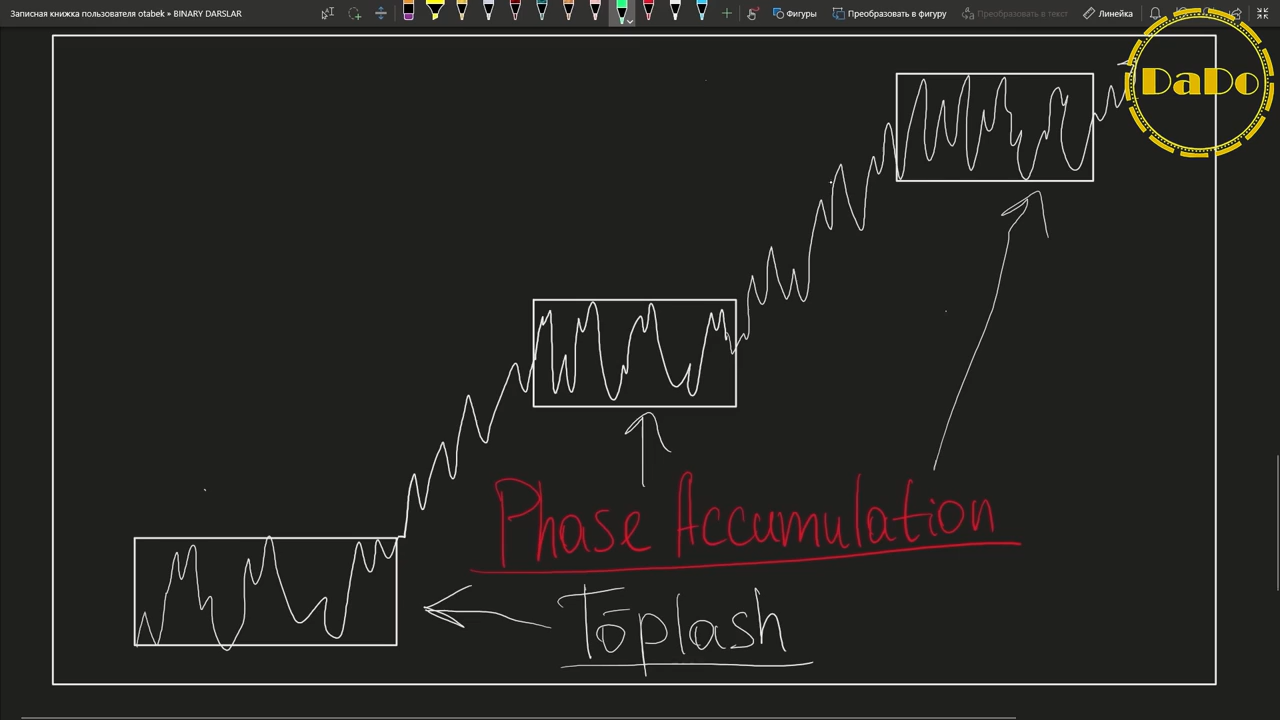 Записная книжка пользователя otabek » BINARY DARSLAR
Фигуры
Преобразовать в фигуру
Преобразовать в текст
Линейка
DaDo
Phase Accumulation
Tōplash